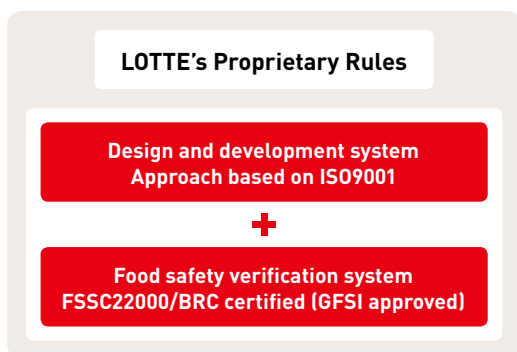 LOTTE's Proprietary Rules
Design and development system
Approach based on ISO9001
+
Food safety verification system
FSSC22000/BRC certified (GFSI approved)